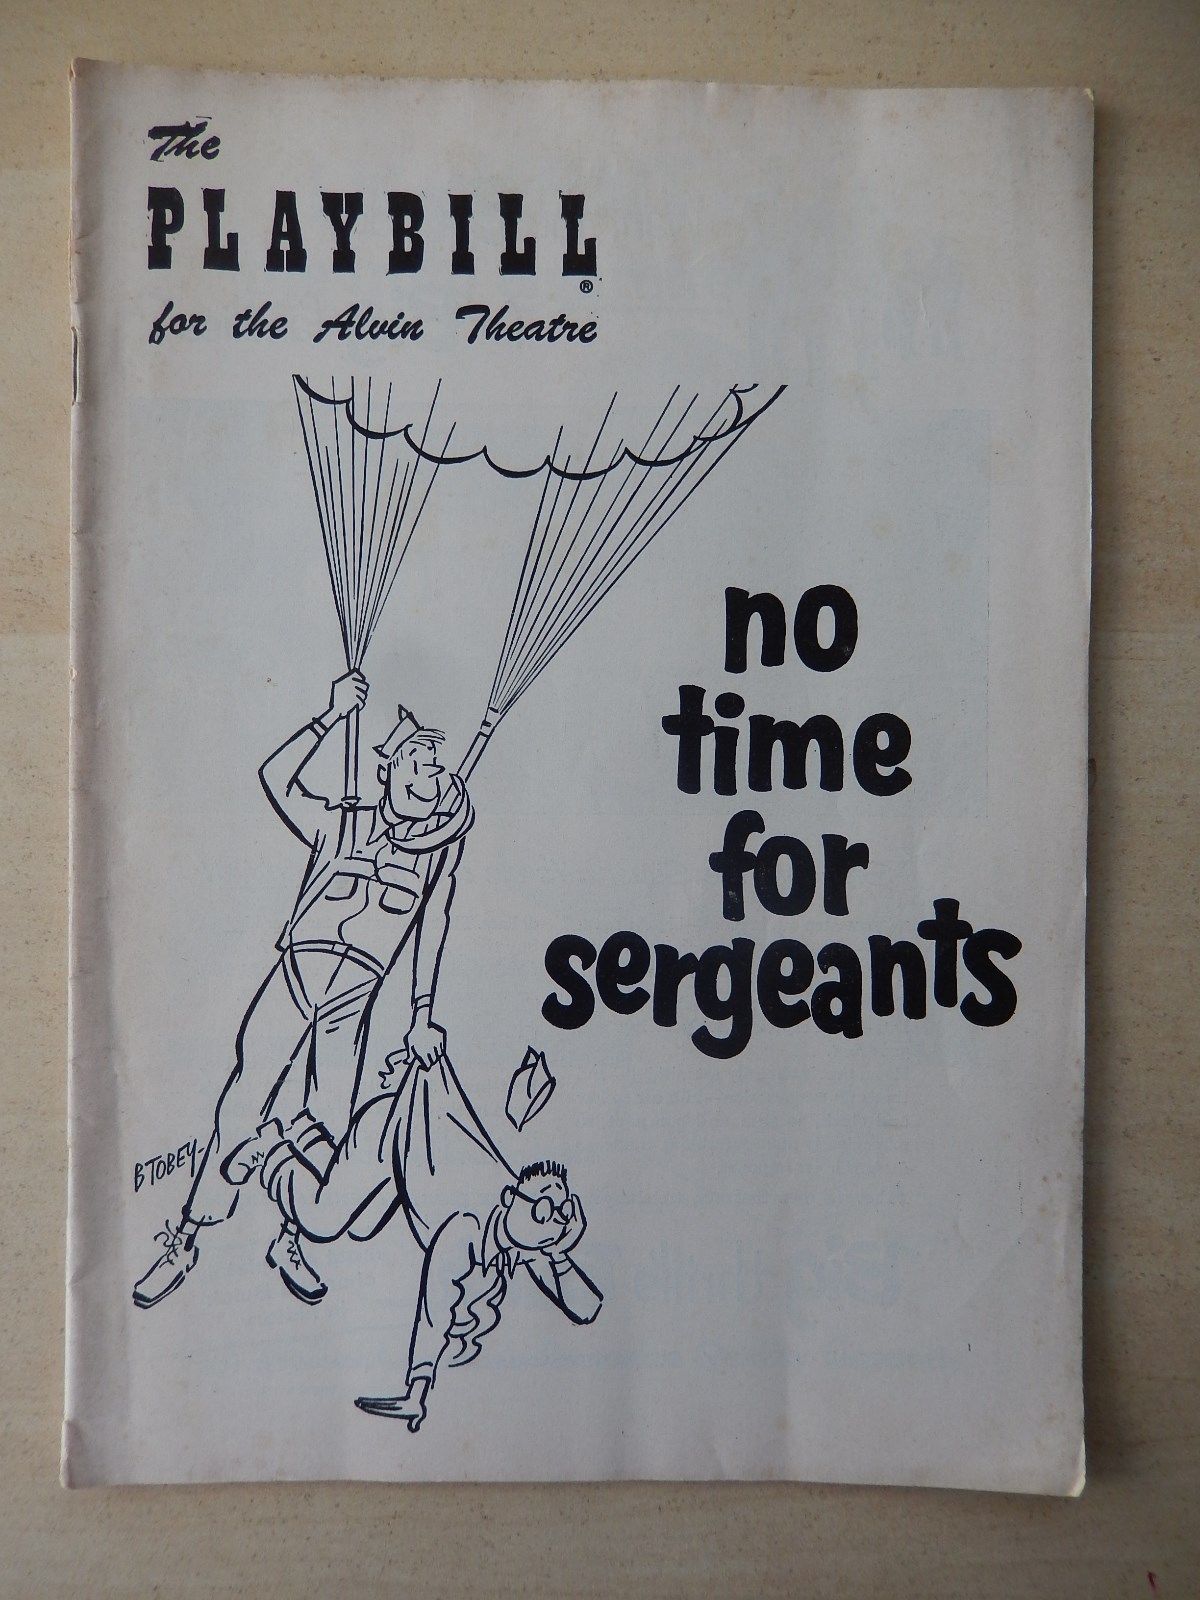 The
PLAYBILL
®
for the Alvin Theatre
no
time
for
sergeants
B TOBEY-